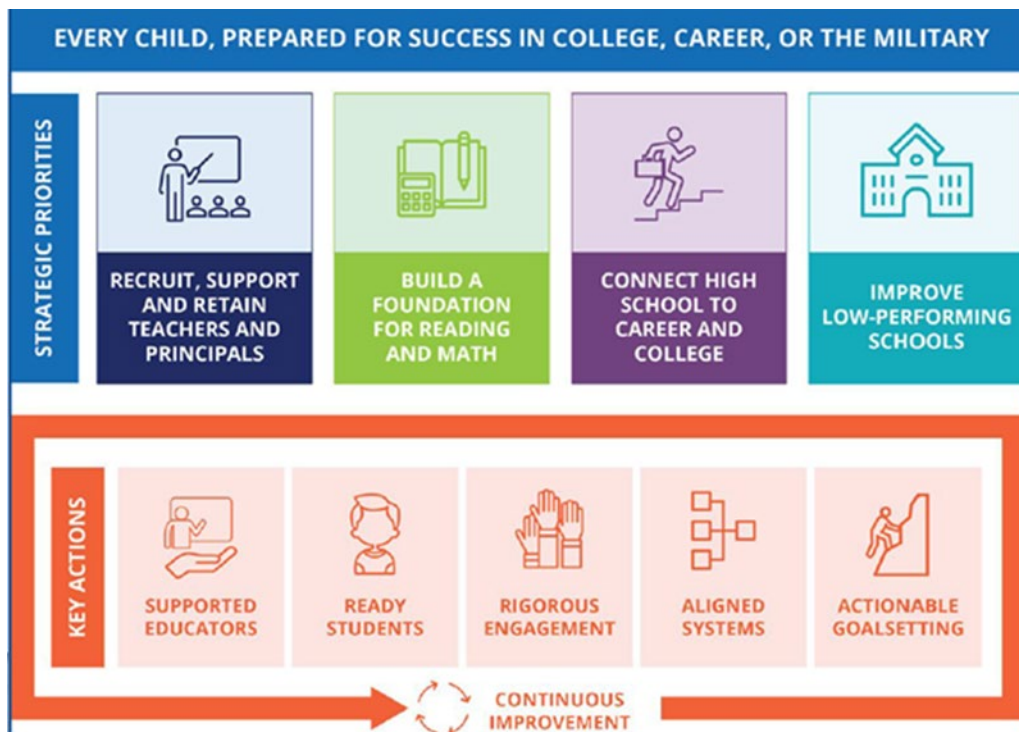 EVERY CHILD, PREPARED FOR SUCCESS IN COLLEGE, CAREER, OR THE MILITARY
STRATEGIC PRIORITIES
RECRUIT, SUPPORT
AND RETAIN
TEACHERS AND
PRINCIPALS
BUILD A
FOUNDATION
FOR READING
AND MATH
CONNECT HIGH
SCHOOL TO
CAREER AND
COLLEGE
IMPROVE
LOW-PERFORMING
SCHOOLS
KEY ACTIONS
SUPPORTED
EDUCATORS
READY
STUDENTS
RIGOROUS
ENGAGEMENT
ALIGNED
SYSTEMS
ACTIONABLE
GOALSETTING
CONTINUOUS
IMPROVEMENT